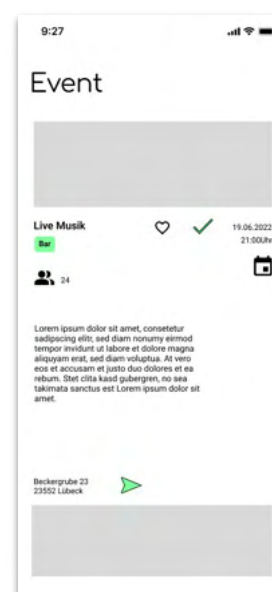 9:27
Event
Live Musik
19.06.2022
21:00Uhr
Bar
24
Lorem ipsum dolor sit amet, consetetur
sadipscing elitr, sed diam nonumy eirmod
tempor invidunt ut labore et dolore magna
aliquyam erat, sed diam voluptua. At vero
eos et accusam et justo duo dolores et ea
rebum. Stet clita kasd gubergren, no sea
takimata sanctus est Lorem ipsum dolor sit
amet.
Beckergrube 23
23552 Lübeck